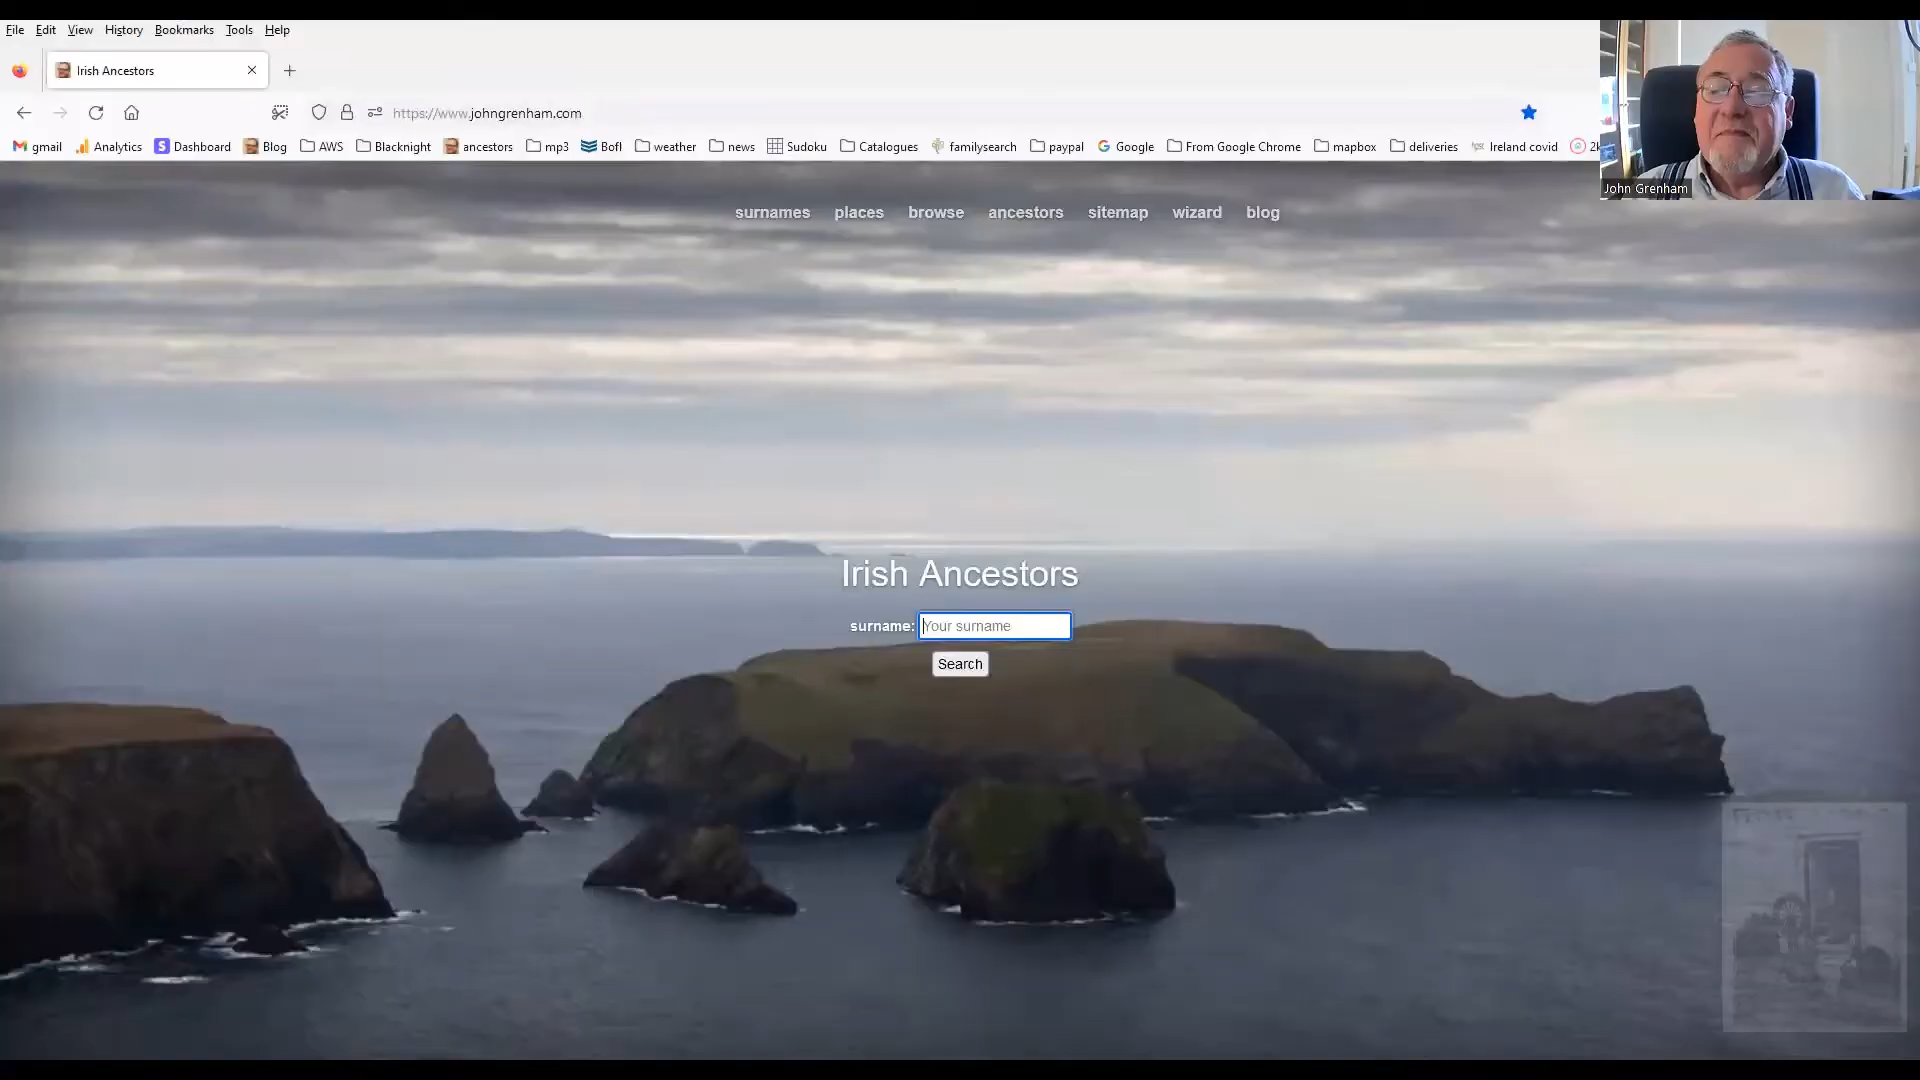 File Edit View History Bookmarks Tools Help
Irish Ancestors
https://www.johngrenham.com
gmail Analytics Dashboard Blog AWS Blacknight ancestors mp3 BofI weather news Sudoku Catalogues familysearch paypal Google From Google Chrome mapbox deliveries Ireland covid
John Grenham
surnames places browse ancestors sitemap wizard blog
Irish Ancestors
surname: Your surname
Search